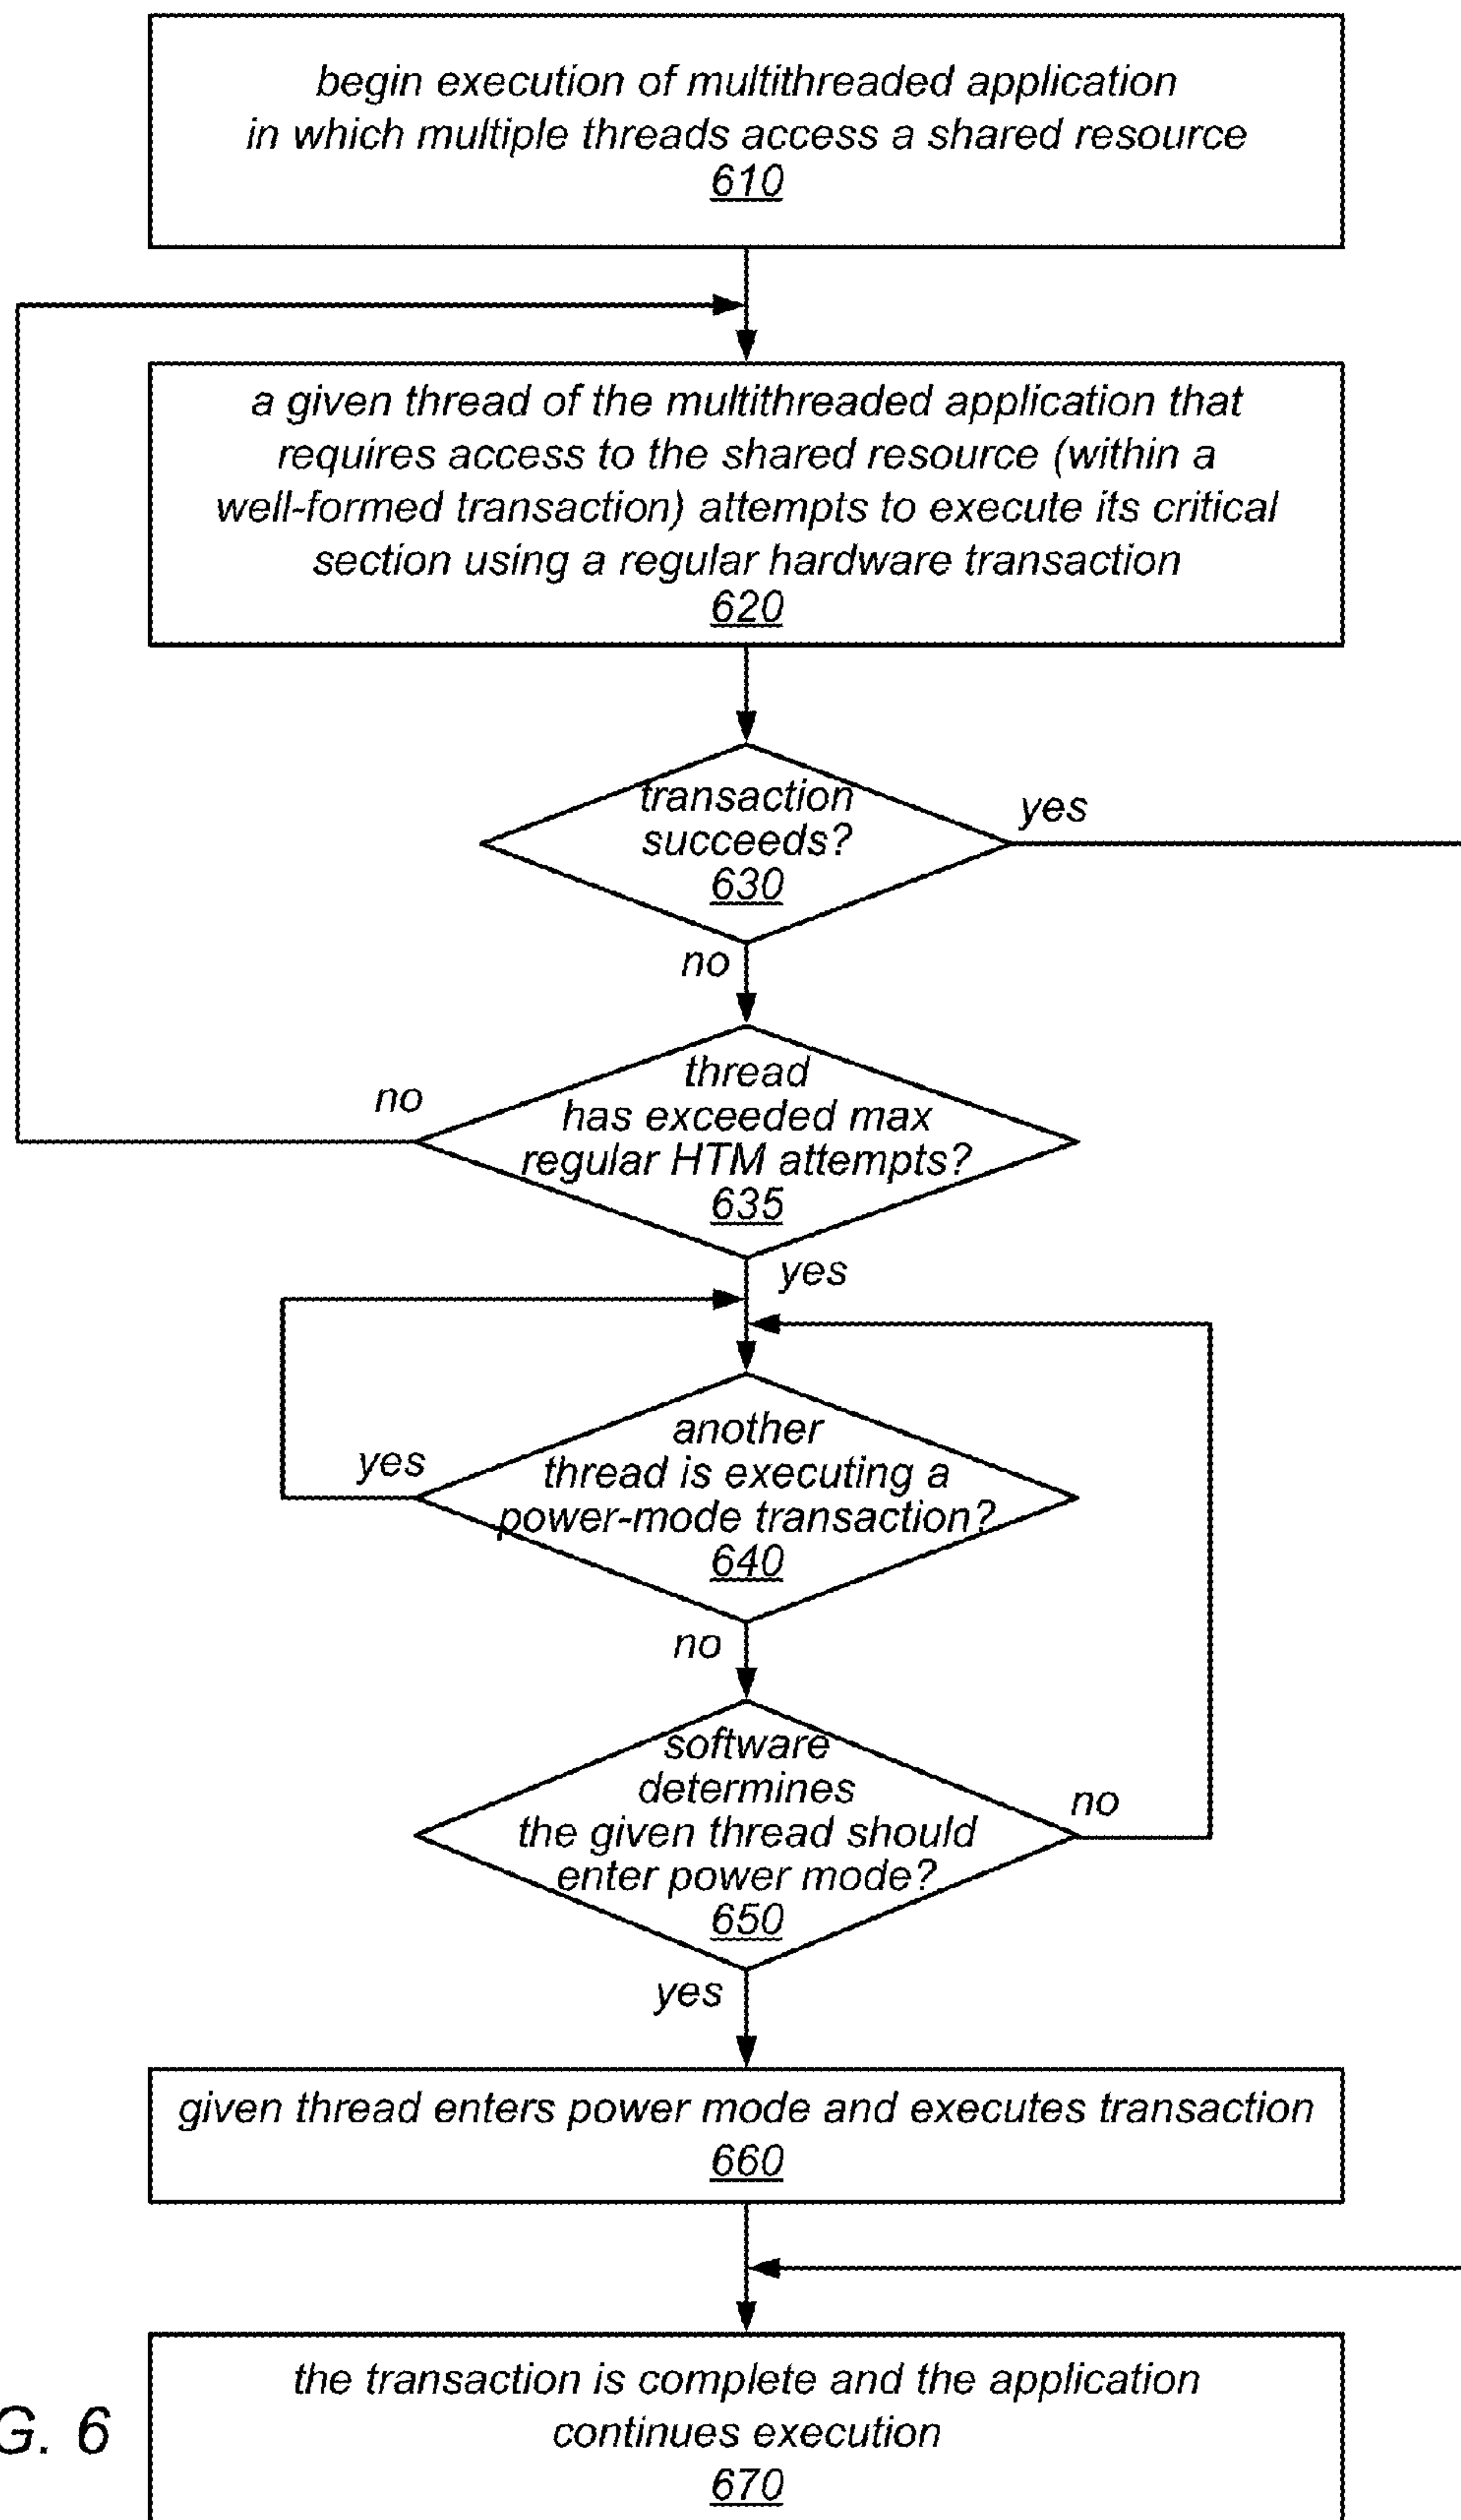 begin execution of multithreaded application
in which multiple threads access a shared resource
610
a given thread of the multithreaded application that
requires access to the shared resource (within a
well-formed transaction) attempts to execute its critical
section using a regular hardware transaction
620
transaction
succeeds?
630
yes
no
thread
has exceeded max
regular HTM attempts?
635
no
yes
another
thread is executing a
power-mode transaction?
640
yes
no
software
determines
the given thread should
enter power mode?
650
no
yes
given thread enters power mode and executes transaction
660
the transaction is complete and the application
continues execution
670
G. 6